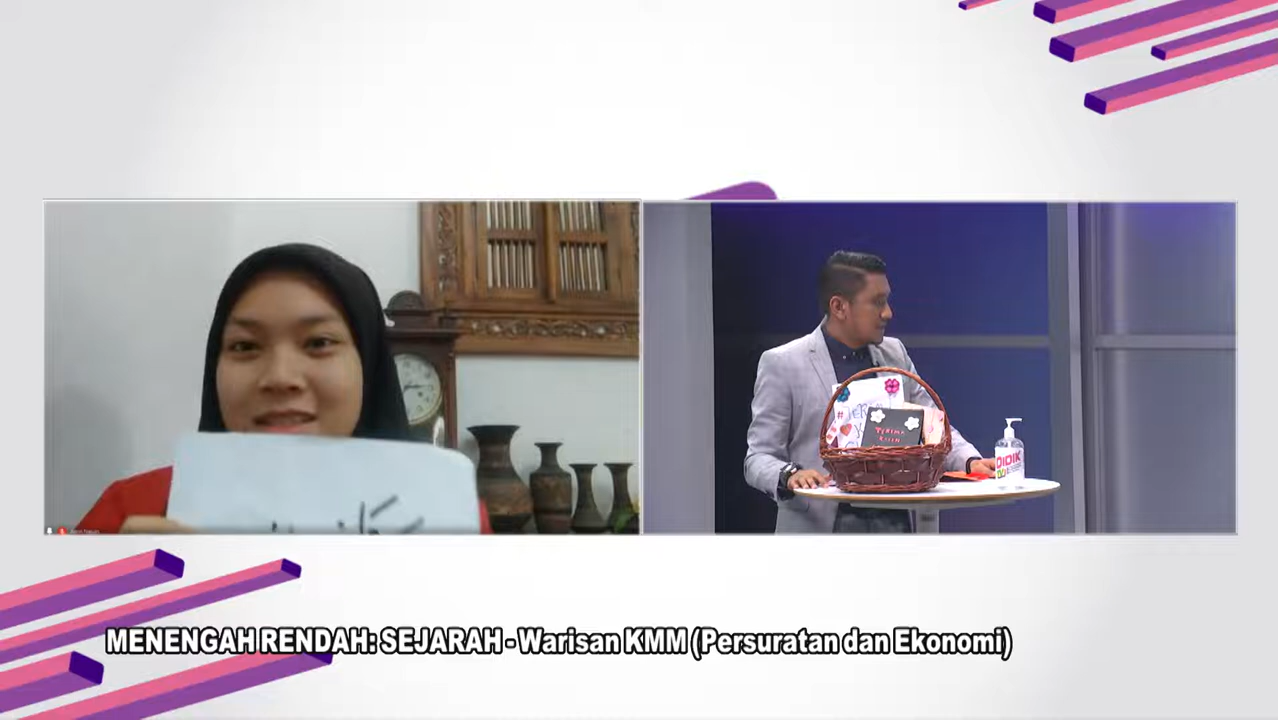 TERIMA
KASIH
DIDIK
MENENGAH RENDAH: SEJARAH - Warisan KMM (Persuratan dan Ekonomi)